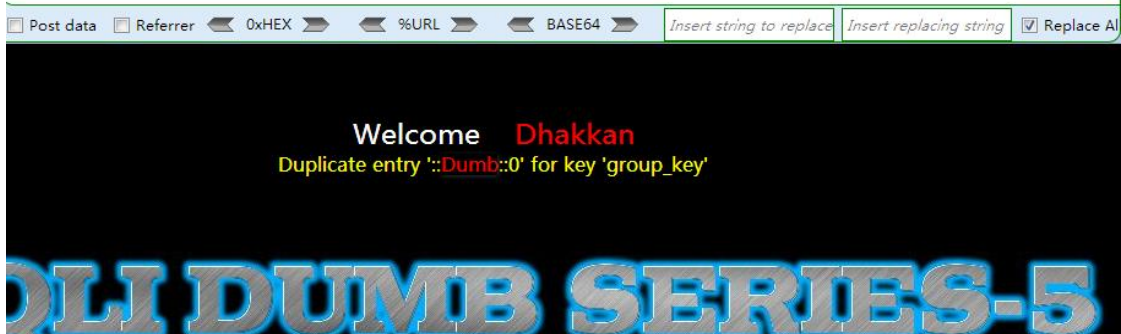 Post data Referrer 0xHEX %URL BASE64 Insert string to replace Insert replacing string Replace Al
Welcome Dhakkan
Duplicate entry '::Dumb::0' for key 'group_key'
QLI DUMB SERIES-5